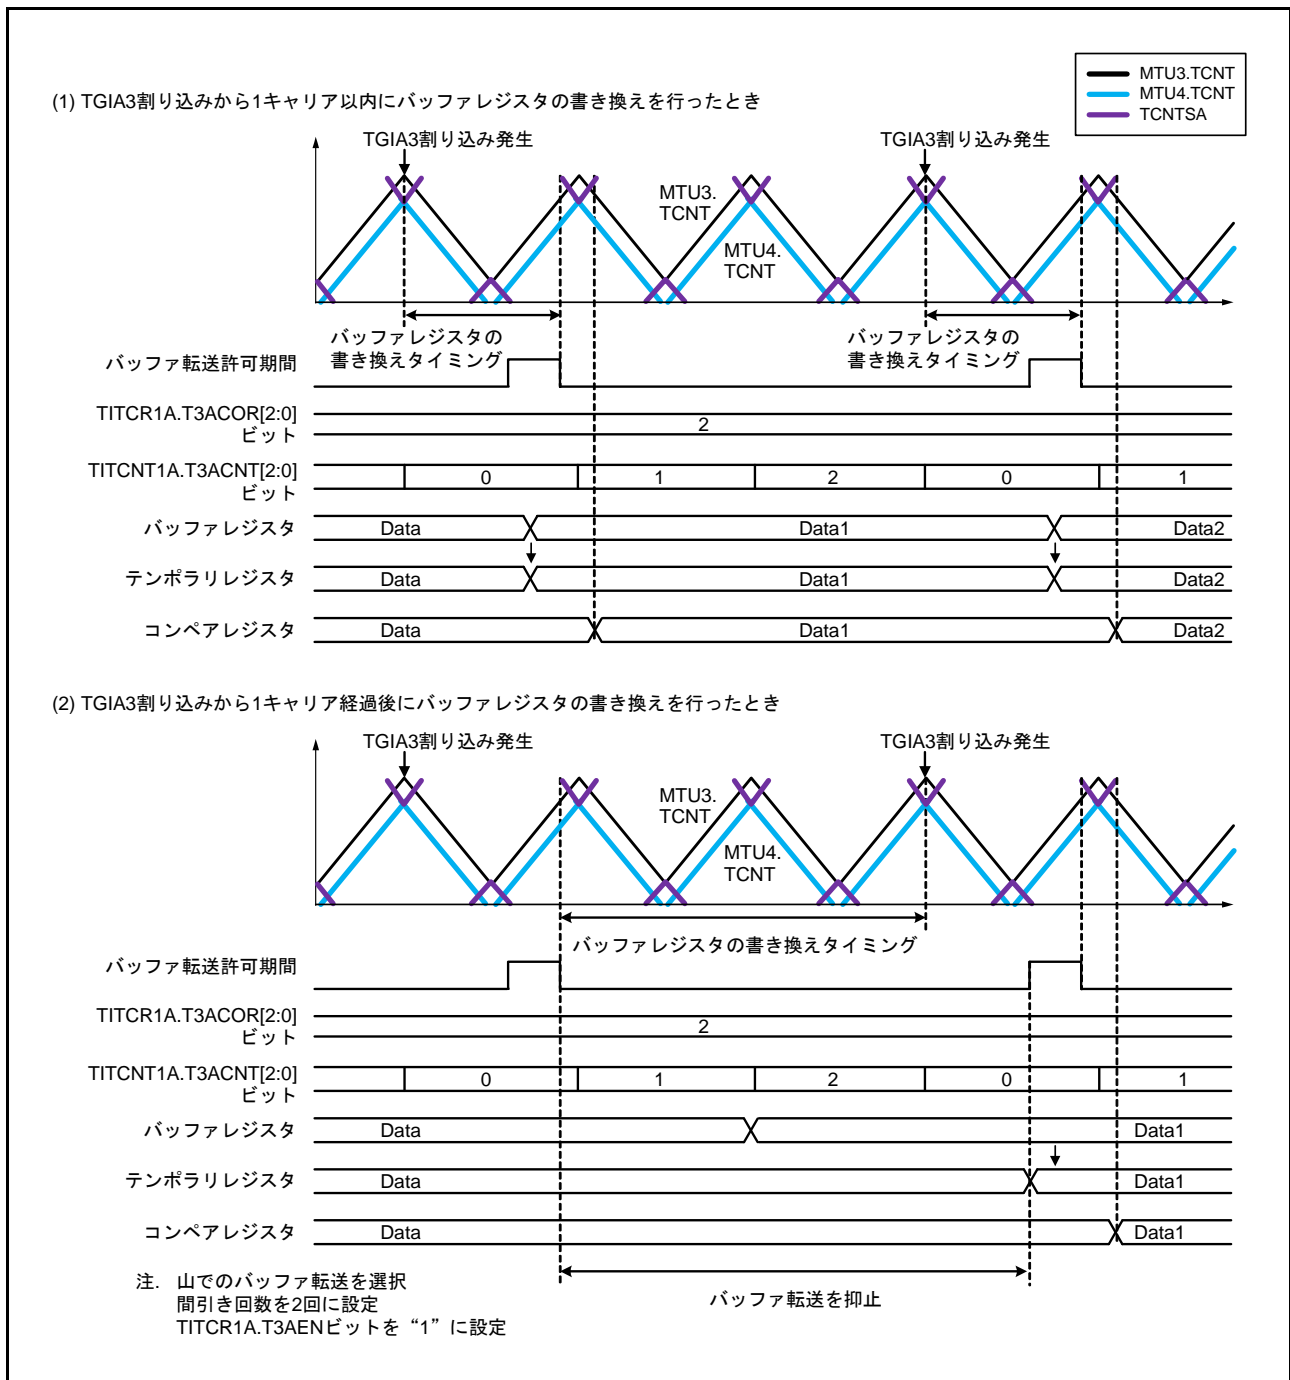 MTU3.TCNT
MTU4.TCNT
TCNTSA
(1) TGIA3割り込みから1キャリア以内にバッファレジスタの書き換えを行ったとき
TGIA3割り込み発生
TGIA3割り込み発生
MTU3.
TCNT
MTU4.
TCNT
バッファレジスタの
書き換えタイミング
バッファレジスタの
書き換えタイミング
バッファ転送許可期間
TITCR1A.T3ACOR[2:0]
ビット
2
TITCNT1A.T3ACNT[2:0]
ビット
0 1 2 0 1
バッファレジスタ Data Data1 Data2
テンポラリレジスタ Data Data1 Data2
コンペアレジスタ Data Data1 Data2
(2) TGIA3割り込みから1キャリア経過後にバッファレジスタの書き換えを行ったとき
TGIA3割り込み発生
TGIA3割り込み発生
MTU3.
TCNT
MTU4.
TCNT
バッファレジスタの書き換えタイミング
バッファ転送許可期間
TITCR1A.T3ACOR[2:0]
ビット
2
TITCNT1A.T3ACNT[2:0]
ビット
0 1 2 0 1
バッファレジスタ Data Data1
テンポラリレジスタ Data Data1
コンペアレジスタ Data Data1
バッファ転送を抑止
注. 山でのバッファ転送を選択
間引き回数を2回に設定
TITCR1A.T3AENビットを“1”に設定